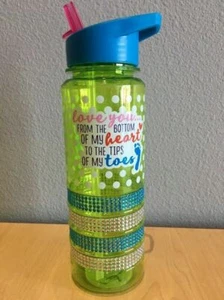 love you...
FROM THE BOTTOM
OF MY heart
TO THE TIPS
OF MY toes